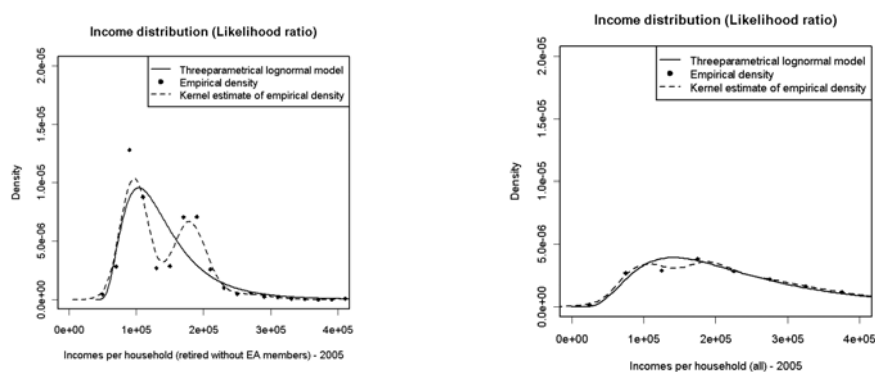 Income distribution (Likelihood ratio)
Threeparametrical lognormal model
Empirical density
Kernel estimate of empirical density
Density
2.0e-05
1.5e-05
1.0e-05
5.0e-06
0.0e+00
0e+00 1e+05 2e+05 3e+05 4e+05
Incomes per household (retired without EA members) - 2005
Income distribution (Likelihood ratio)
Threeparametrical lognormal model
Empirical density
Kernel estimate of empirical density
Density
2.0e-05
1.5e-05
1.0e-05
5.0e-06
0.0e+00
0e+00 1e+05 2e+05 3e+05 4e+05
Incomes per household (all) - 2005